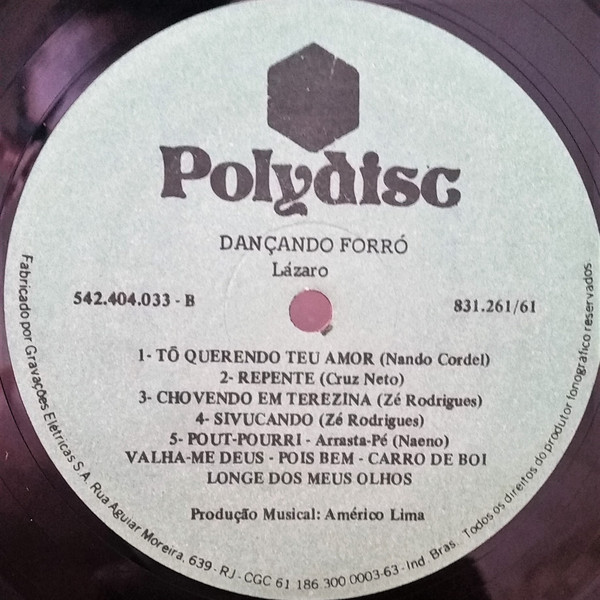 Polydisc
DANÇANDO FORRÓ
Lázaro
542.404.033 - B
831.261/61
1- TÔ QUERENDO TEU AMOR (Nando Cordel)
2- REPENTE (Cruz Neto)
3- CHOVENDO EM TEREZINA (Zé Rodrigues)
4- SIVUCANDO (Zé Rodrigues)
5- POUT-POURRI - Arrasta-Pé (Naeno)
VALHA-ME DEUS - POIS BEM - CARRO DE BOI
LONGE DOS MEUS OLHOS
Produção Musical: Américo Lima
Fabricado por Gravações Elétricas S.A. Rua Aguiar Moreira, 639 - RJ - CGC 61 186 300 0003-63 - Ind. Bras. Todos os direitos do produtor fonográfico reservados.